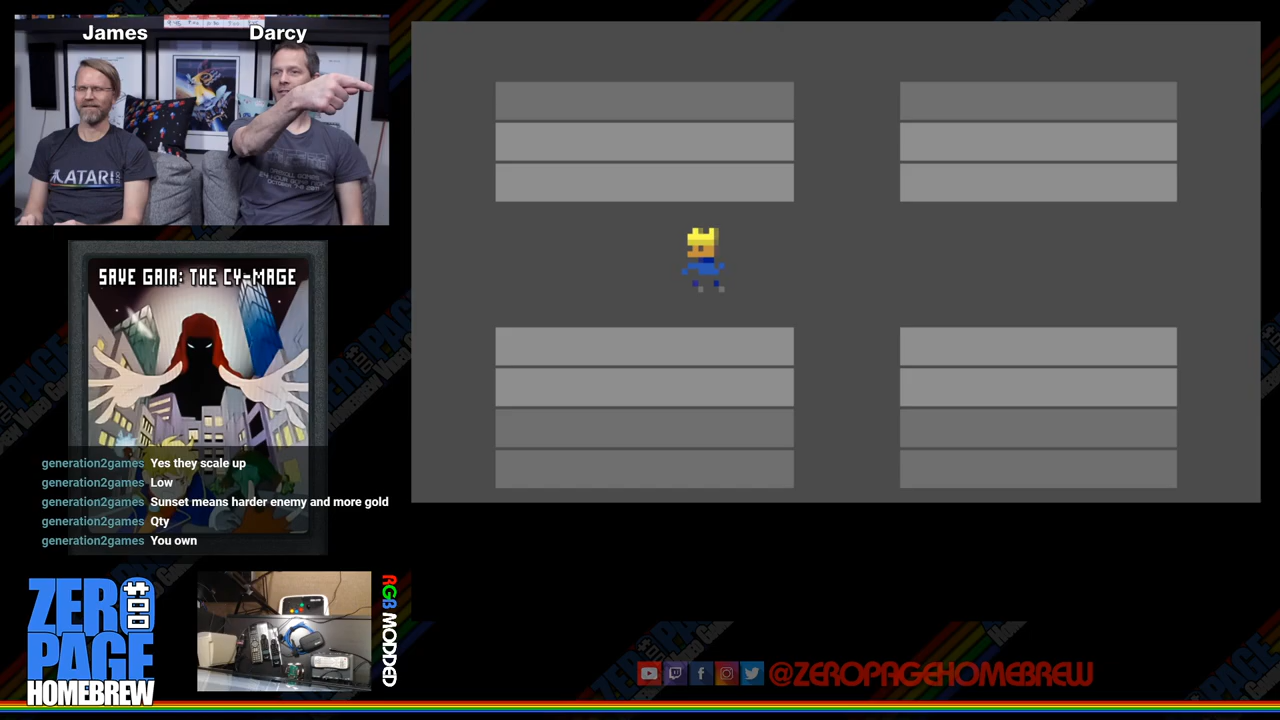 James
Darcy
ATARI
SAVE GAIA: THE CY-MAGE
generation2games Yes they scale up
generation2games Low
generation2games Sunset means harder enemy and more gold
generation2games Qty
generation2games You own
ZERO
PAGE
HOMEBREW
RGB MODDED
@ZEROPAGEHOMEBREW